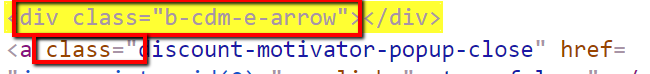 <div class="b-cdm-e-arrow"></div>
<a class="discount-motivator-popup-close" href=